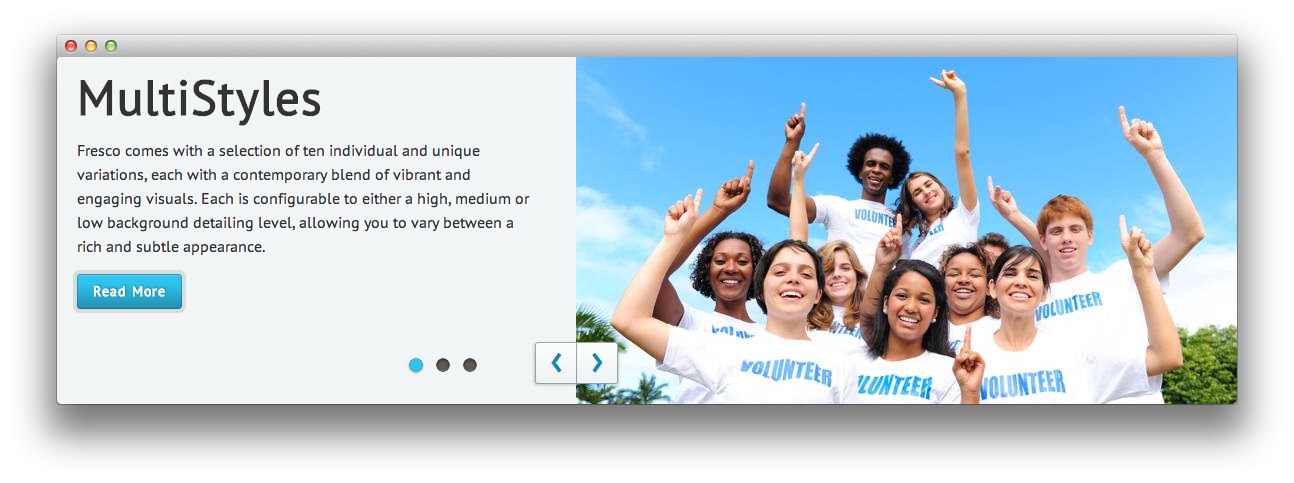 MultiStyles
Fresco comes with a selection of ten individual and unique
variations, each with a contemporary blend of vibrant and
engaging visuals. Each is configurable to either a high, medium or
low background detailing level, allowing you to vary between a
rich and subtle appearance.
Read More
VOLUNTEER
VOLUNTEER
VOLUNTEER
VOLUNTEER